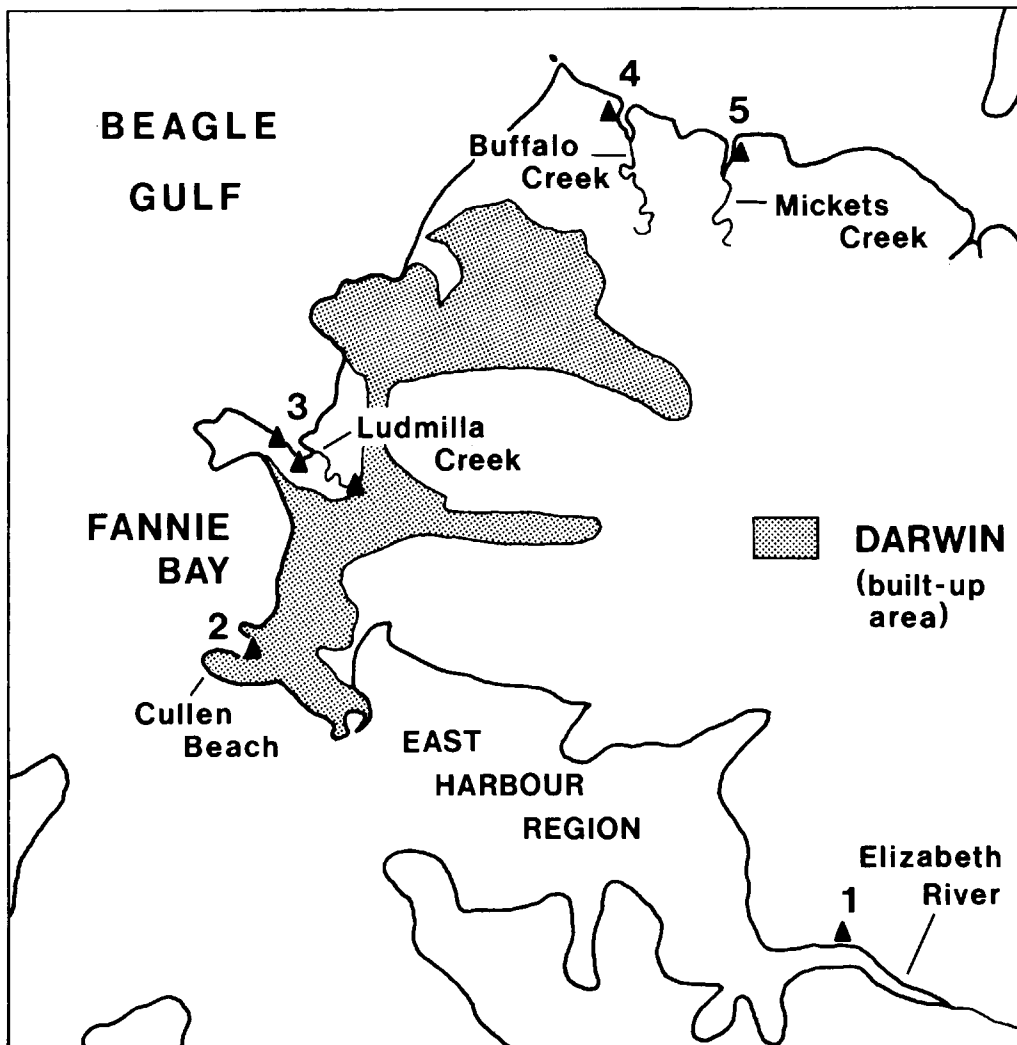 BEAGLE
GULF
4
5
Buffalo
Creek
Mickets
Creek
3
Ludmilla
Creek
FANNIE
BAY
DARWIN
(built-up
area)
2
Cullen
Beach
EAST
HARBOUR
REGION
Elizabeth
River
1